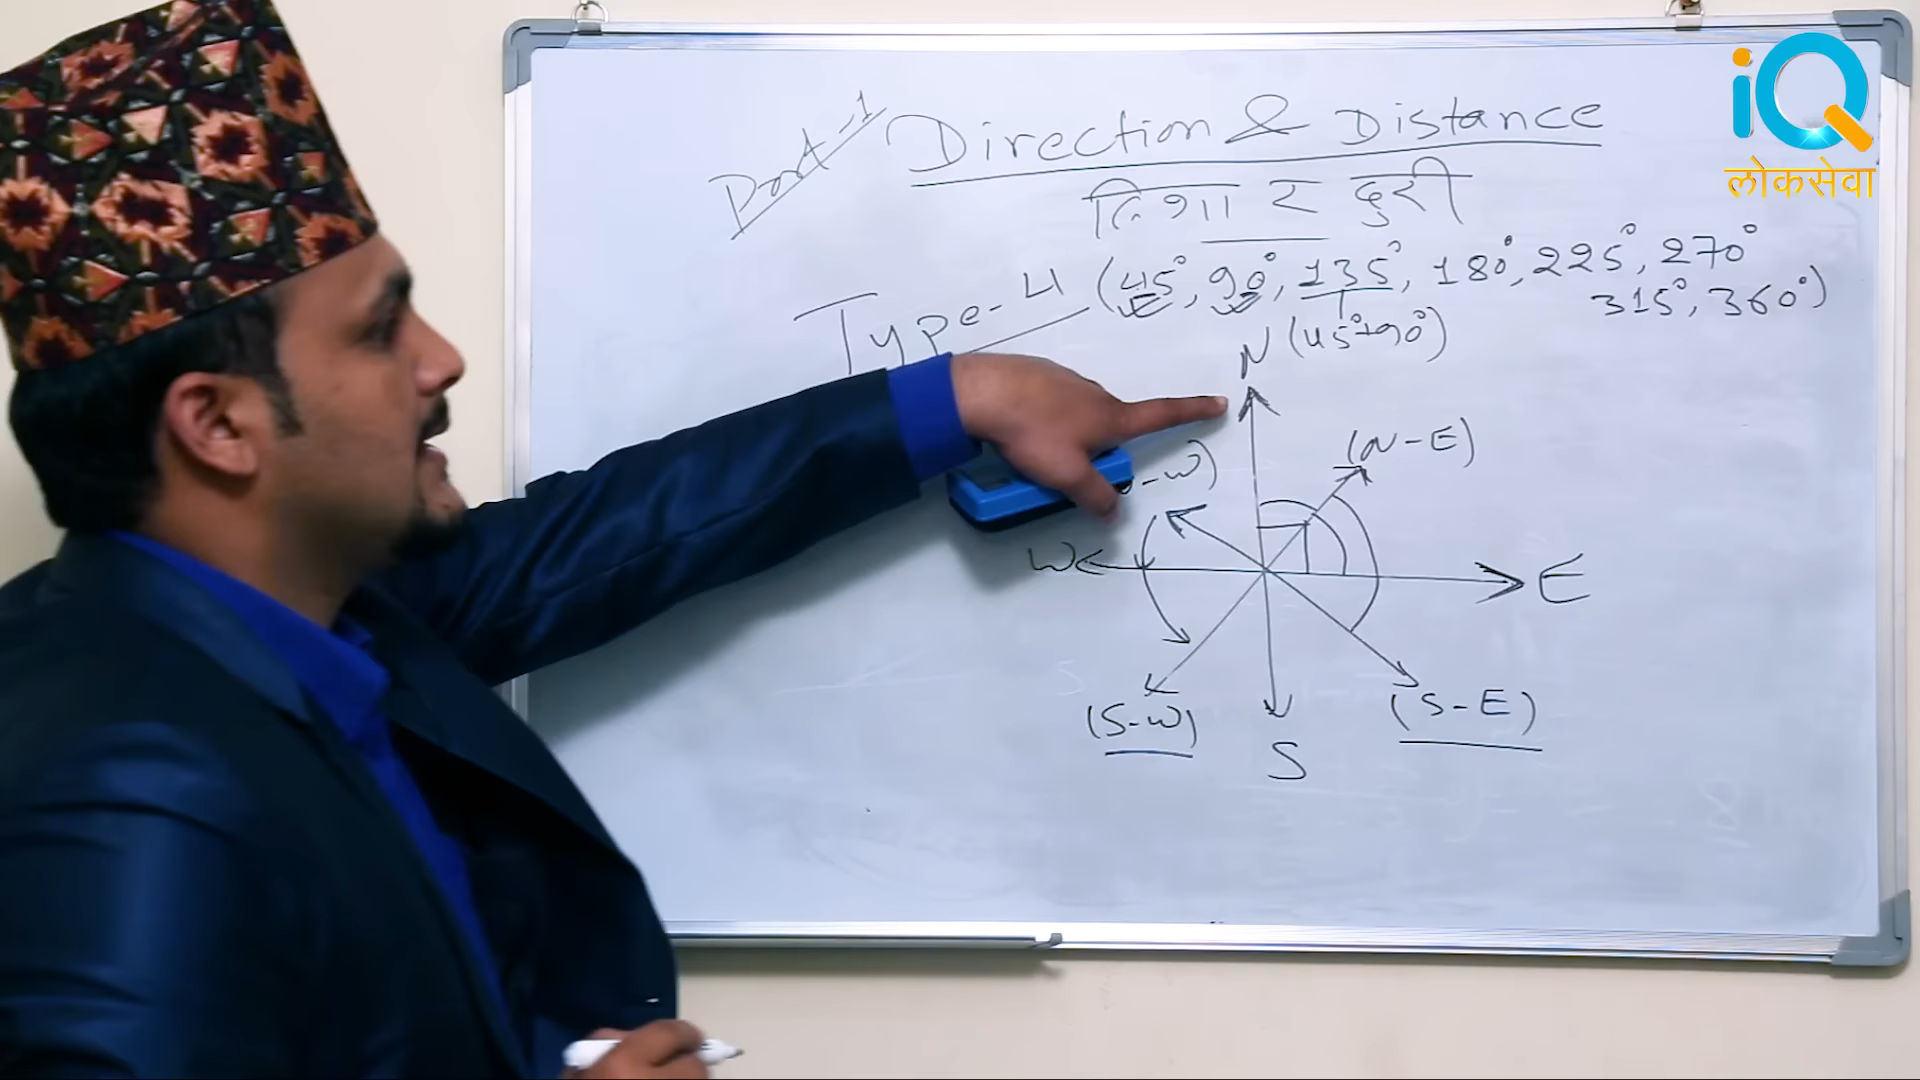 Part-1
Direction & Distance
दिशा र दुरी
Type-4 (45°, 90°, 135°, 180°, 225°, 270°
315°, 360°)
(45°+90°)
N
(N-E)
-W)
W
E
(S-W)
(S-E)
S
iQ
लोकसेवा